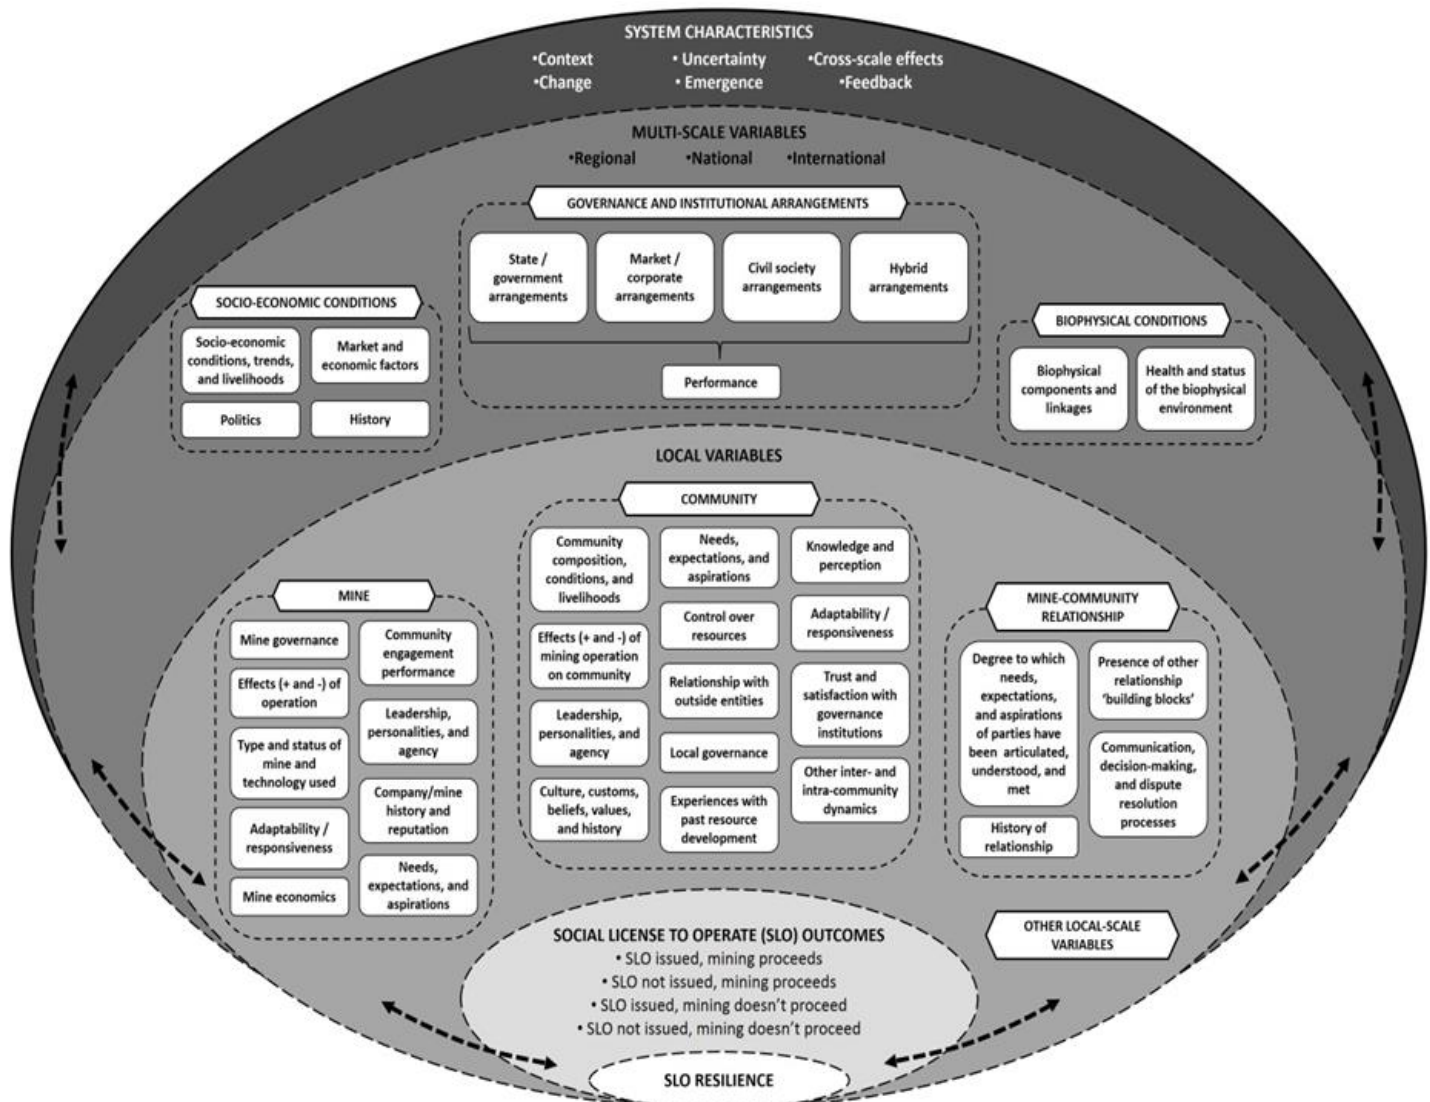 SYSTEM CHARACTERISTICS
•Context • Uncertainty •Cross-scale effects
•Change • Emergence •Feedback
MULTI-SCALE VARIABLES
•Regional •National •International
GOVERNANCE AND INSTITUTIONAL ARRANGEMENTS
State /
government
arrangements
Market /
corporate
arrangements
Civil society
arrangements
Hybrid
arrangements
Performance
SOCIO-ECONOMIC CONDITIONS
Socio-economic
conditions, trends,
and livelihoods
Market and
economic factors
Politics
History
BIOPHYSICAL CONDITIONS
Biophysical
components and
linkages
Health and status
of the biophysical
environment
LOCAL VARIABLES
COMMUNITY
Community
composition,
conditions, and
livelihoods
Effects (+ and -) of
mining operation
on community
Leadership,
personalities, and
agency
Culture, customs,
beliefs, values,
and history
Needs,
expectations, and
aspirations
Control over
resources
Relationship with
outside entities
Local governance
Experiences with
past resource
development
Knowledge and
perception
Adaptability /
responsiveness
Trust and
satisfaction with
governance
institutions
Other inter- and
intra-community
dynamics
MINE
Mine governance
Effects (+ and -) of
operation
Type and status of
mine and
technology used
Adaptability /
responsiveness
Mine economics
Community
engagement
performance
Leadership,
personalities, and
agency
Company/mine
history and
reputation
Needs,
expectations, and
aspirations
MINE-COMMUNITY
RELATIONSHIP
Degree to which
needs,
expectations,
and aspirations
of parties have
been articulated,
understood, and
met
History of
relationship
Presence of other
relationship
'building blocks'
Communication,
decision-making,
and dispute
resolution
processes
OTHER LOCAL-SCALE
VARIABLES
SOCIAL LICENSE TO OPERATE (SLO) OUTCOMES
• SLO issued, mining proceeds
• SLO not issued, mining proceeds
• SLO issued, mining doesn't proceed
• SLO not issued, mining doesn't proceed
SLO RESILIENCE